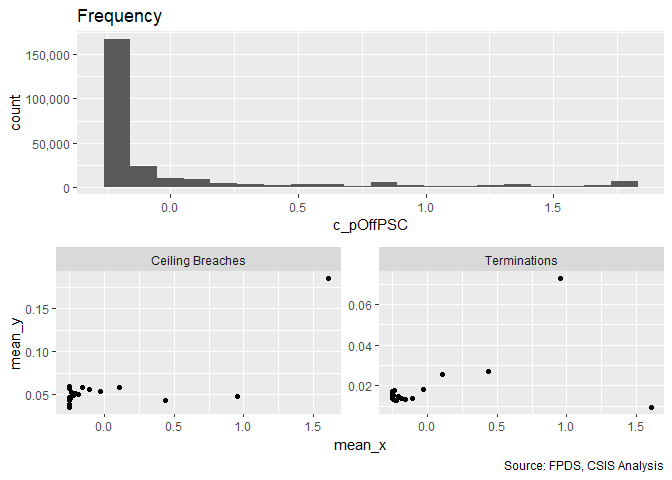 Frequency
150,000
100,000
50,000
0
count
0.0 0.5 1.0 1.5
c_pOffPSC
Ceiling Breaches
Terminations
0.15
0.10
0.05
mean_y
0.06
0.04
0.02
0.0 0.5 1.0 1.5
0.0 0.5 1.0 1.5
mean_x
Source: FPDS, CSIS Analysis